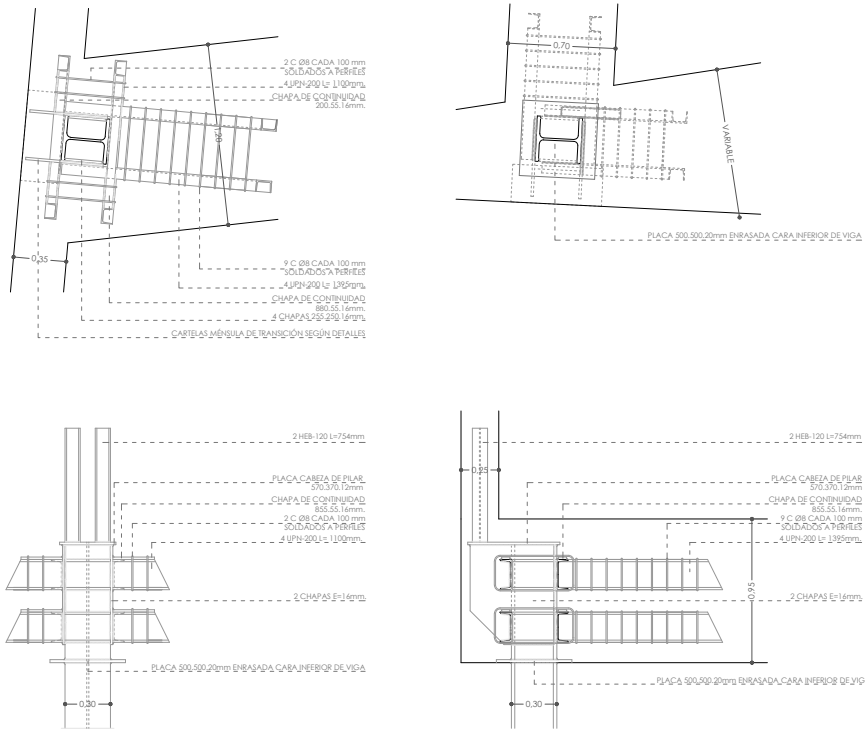 2 C Ø8 CADA 100 mm
SOLDADOS A PERFILES
4 UPN-200 L= 1100mm.
CHAPA DE CONTINUIDAD
200.55.16mm.
1,20
0,35
9 C Ø8 CADA 100 mm
SOLDADOS A PERFILES
4 UPN-200 L= 1395mm.
CHAPA DE CONTINUIDAD
880.55.16mm.
4 CHAPAS 255.250.16mm.
CARTELAS MÉNSULA DE TRANSICIÓN SEGÚN DETALLES
0,70
VARIABLE
PLACA 500.500.20mm ENRASADA CARA INFERIOR DE VIGA
2 HEB-120 L=754mm
PLACA CABEZA DE PILAR
570.370.12mm.
CHAPA DE CONTINUIDAD
855.55.16mm.
2 C Ø8 CADA 100 mm
SOLDADOS A PERFILES
4 UPN-200 L= 1100mm.
2 CHAPAS E=16mm.
PLACA 500.500.20mm ENRASADA CARA INFERIOR DE VIGA
0,30
2 HEB-120 L=754mm
0,25
PLACA CABEZA DE PILAR
570.370.12mm.
CHAPA DE CONTINUIDAD
855.55.16mm.
9 C Ø8 CADA 100 mm
SOLDADOS A PERFILES
4 UPN-200 L= 1395mm.
0,95
2 CHAPAS E=16mm.
PLACA 500.500.20mm ENRASADA CARA INFERIOR DE VIG
0,30